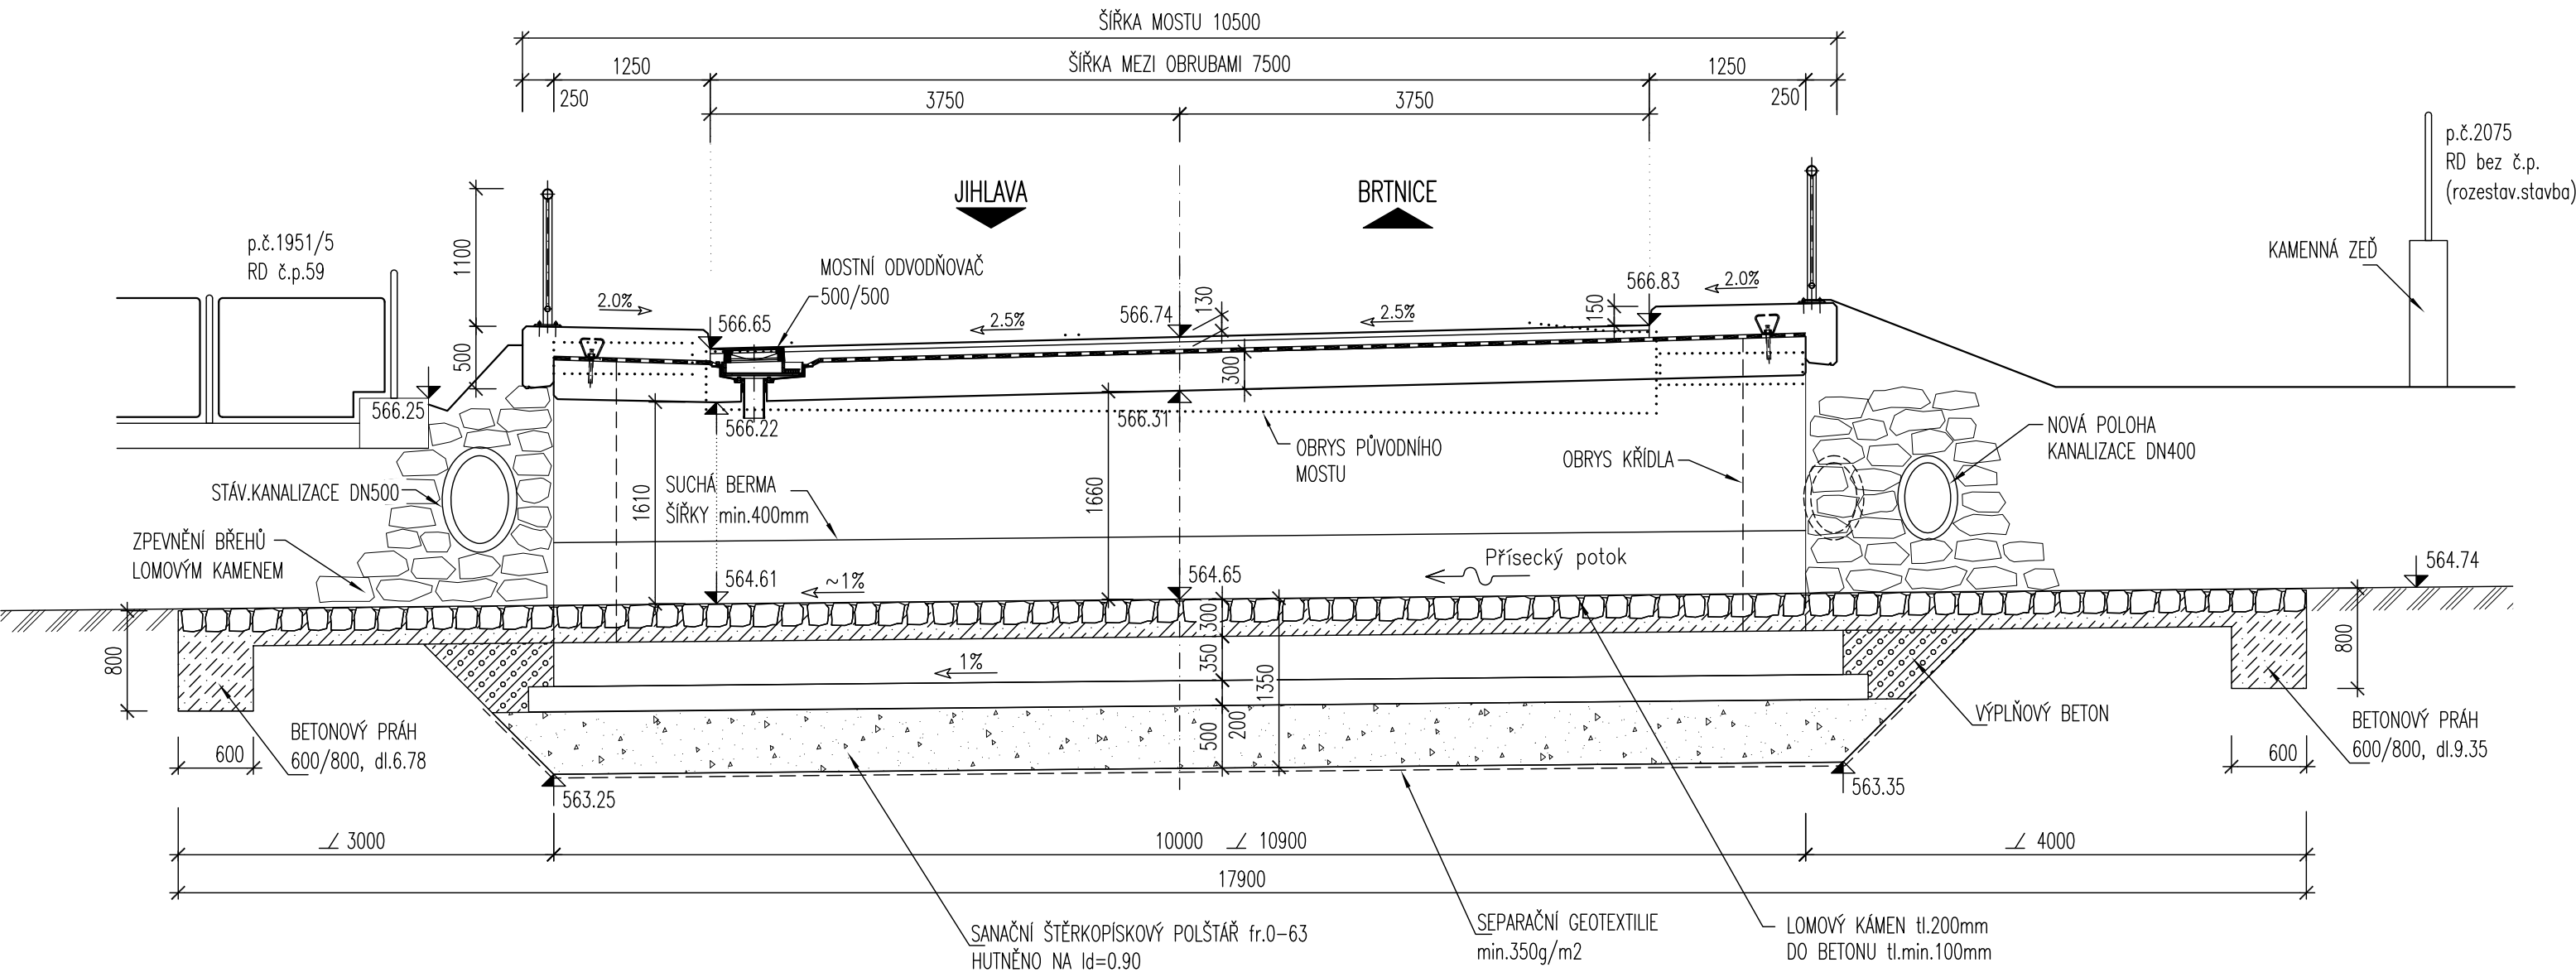 ŠÍŘKA MOSTU 10500
1250
ŠÍŘKA MEZI OBRUBAMI 7500
1250
250
3750
3750
250
p.č.2075
RD bez č.p.
(rozestav.stavba)
JIHLAVA
BRTNICE
p.č.1951/5
RD č.p.59
1100
MOSTNÍ ODVODŇOVAČ
500/500
KAMENNÁ ZEĎ
2.0%
566.65
2.5%
566.74
130
2.5%
566.83
150
2.0%
500
300
566.25
566.22
566.31
OBRYS PŮVODNÍHO
MOSTU
OBRYS KŘÍDLA
NOVÁ POLOHA
KANALIZACE DN400
STÁV.KANALIZACE DN500
1610
SUCHÁ BERMA
ŠÍŘKY min.400mm
1660
ZPEVNĚNÍ BŘEHŮ
LOMOVÝM KAMENEM
Přísecký potok
564.61
~1%
564.65
564.74
300
800
1%
350
1350
800
500
200
BETONOVÝ PRÁH
600/800, dl.6.78
600
VÝPLŇOVÝ BETON
BETONOVÝ PRÁH
600/800, dl.9.35
600
563.25
563.35
3000
10000
10900
4000
17900
SANAČNÍ ŠTĚRKOPÍSKOVÝ POLŠTÁŘ fr.0-63
HUTNĚNO NA Id=0.90
SEPARAČNÍ GEOTEXTILIE
min.350g/m2
LOMOVÝ KÁMEN tl.200mm
DO BETONU tl.min.100mm